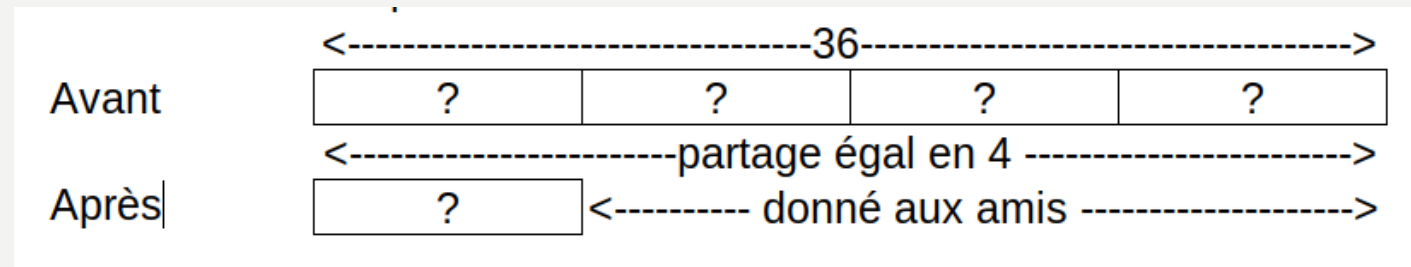 <----------------------------------36------------------------------------>
Avant ? ? ? ?
<------------------------partage égal en 4 ------------------------>
Après ? <---------- donné aux amis -------------------->